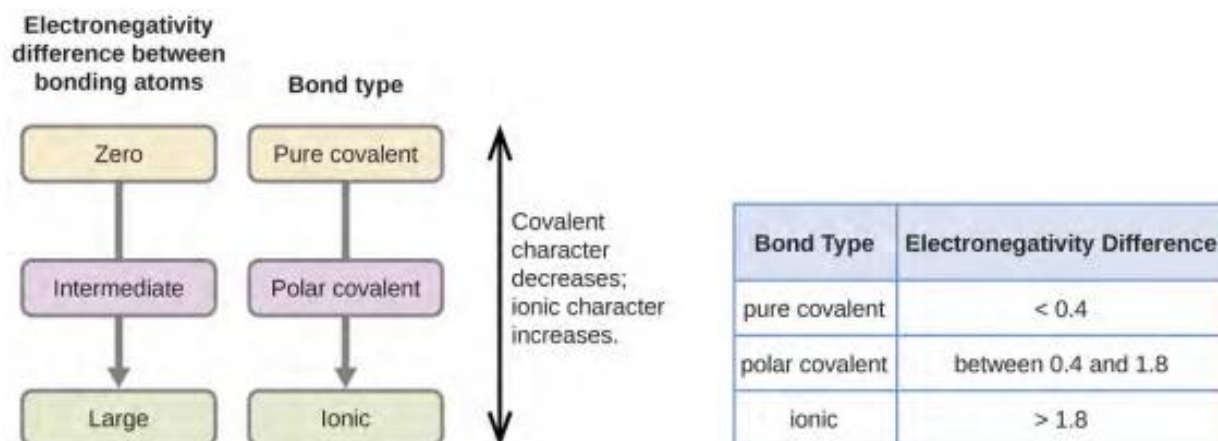 Electronegativity
difference between
bonding atoms
Bond type
Zero
Pure covalent
Intermediate
Polar covalent
Large
Ionic
Covalent
character
decreases;
ionic character
increases.
Bond Type Electronegativity Difference
pure covalent < 0.4
polar covalent between 0.4 and 1.8
ionic > 1.8